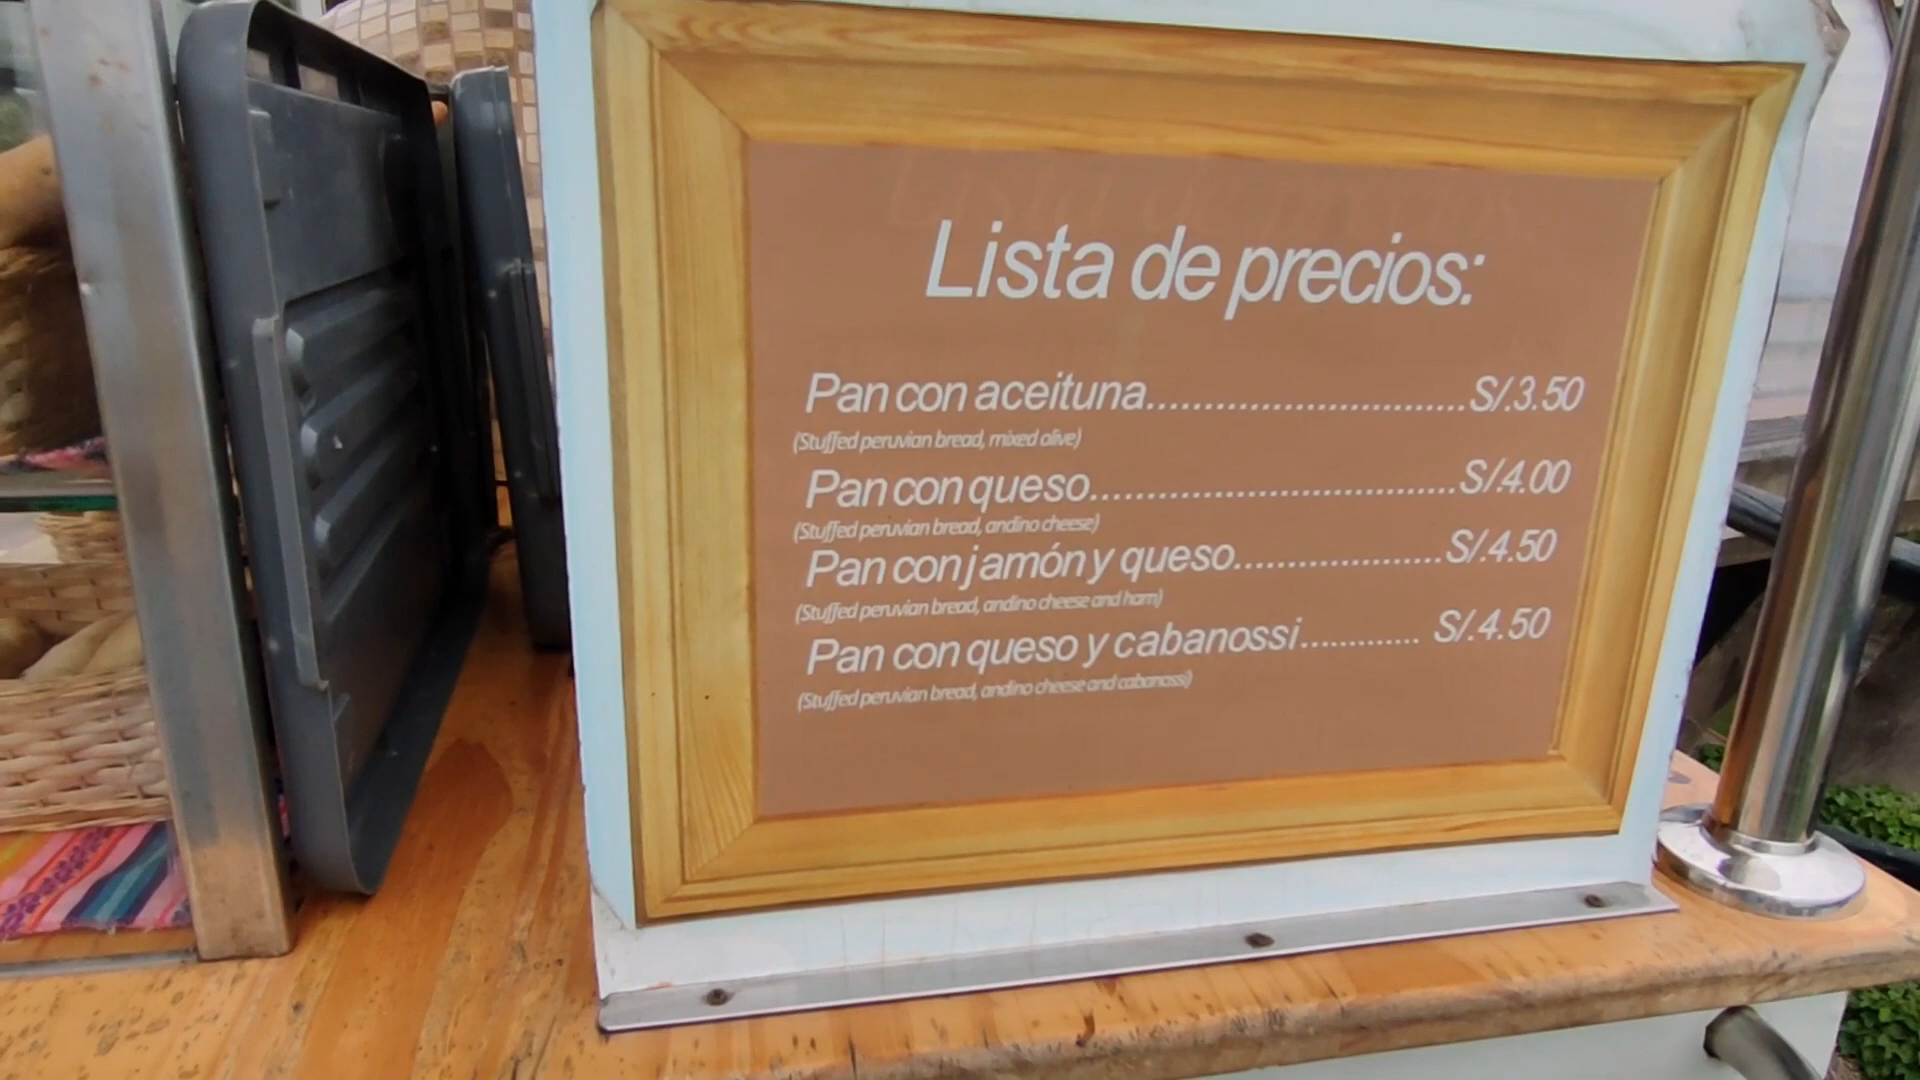 Lista de precios:
Pan con aceituna............................S/.3.50
(Stuffed peruvian bread, mixed olive)
Pan con queso................................S/.4.00
(Stuffed peruvian bread, andino cheese)
Pan con jamón y queso..................S/.4.50
(Stuffed peruvian bread, andino cheese and ham)
Pan con queso y cabanossi............ S/.4.50
(Stuffed peruvian bread, andino cheese and cabanossi)